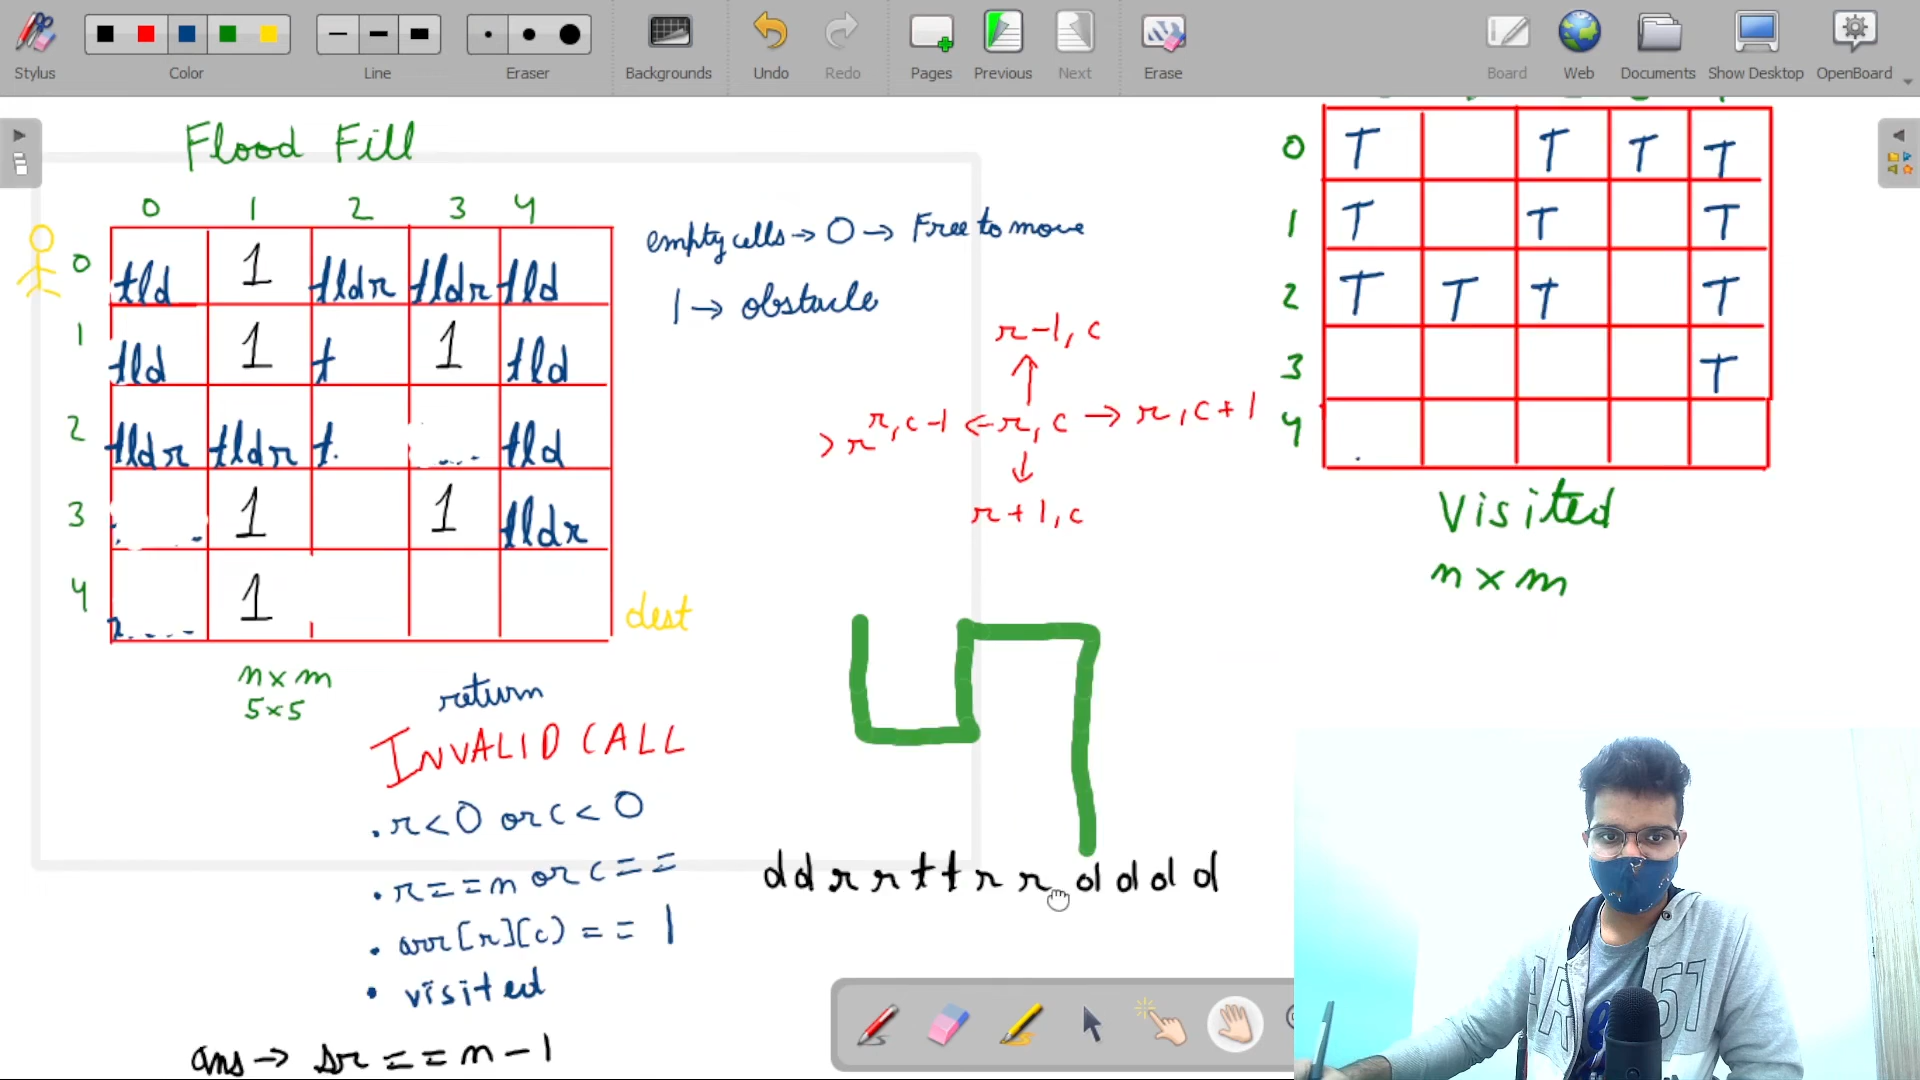 Stylus
Color
Line
Eraser
Backgrounds
Undo
Redo
Pages
Previous
Next
Erase
Board
Web
Documents
Show Desktop
OpenBoard
Flood Fill
0 1 2 3 4
0 tld 1 tldr tldr tld
1 tld 1 t 1 tld
2 tldr tldr t. tld
3 1 1 tldr
4 1
dest
n x m
5x5
empty cells → 0 → Free to move
1 → obstacle
r-1, c
r, c-1 ← r, c → r, c+1
> r
r+1, c
0 T T T T
1 T T T
2 T T T T
3 T
4
Visited
n x m
return
INVALID CALL
. r<0 or c<0
. r==n or c==
. arr[r][c] == 1
• visited
ans → sr == n-1
d d r r t t r r d d d d
57